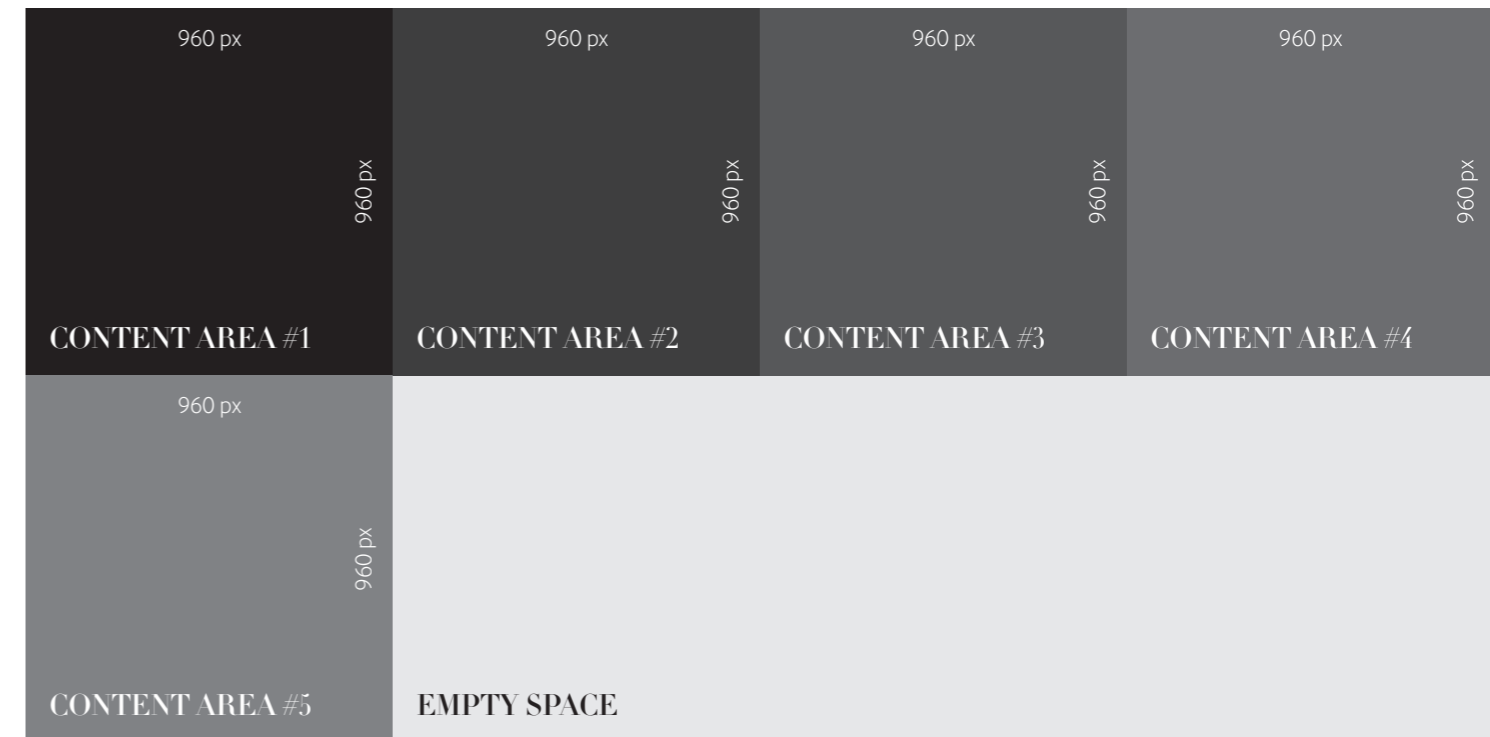 960 px
960 px
960 px
960 px
960 px
960 px
960 px
960 px
CONTENT AREA #1
CONTENT AREA #2
CONTENT AREA #3
CONTENT AREA #4
960 px
960 px
CONTENT AREA #5
EMPTY SPACE